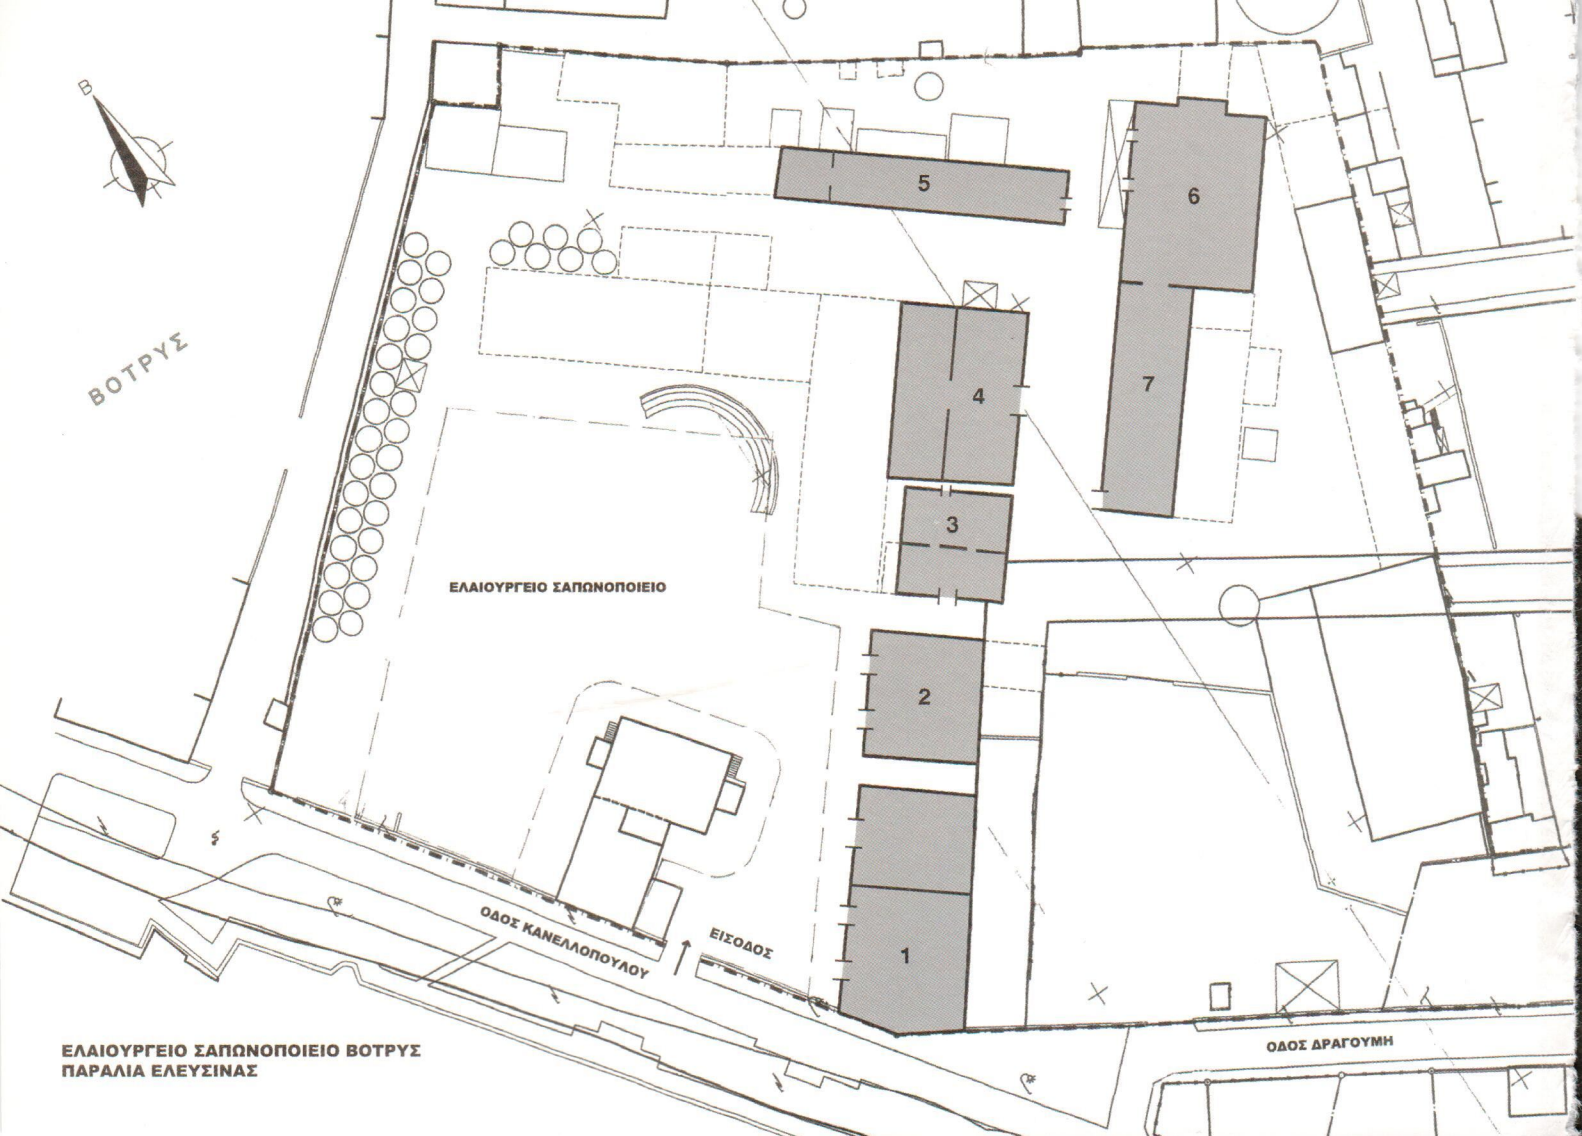 Β
ΒΟΤΡΥΣ
5
6
4
7
3
ΕΛΑΙΟΥΡΓΕΙΟ ΣΑΠΩΝΟΠΟΙΕΙΟ
2
1
ΟΔΟΣ ΚΑΝΕΛΛΟΠΟΥΛΟΥ
ΕΙΣΟΔΟΣ
ΟΔΟΣ ΔΡΑΓΟΥΜΗ
ΕΛΑΙΟΥΡΓΕΙΟ ΣΑΠΩΝΟΠΟΙΕΙΟ ΒΟΤΡΥΣ
ΠΑΡΑΛΙΑ ΕΛΕΥΣΙΝΑΣ